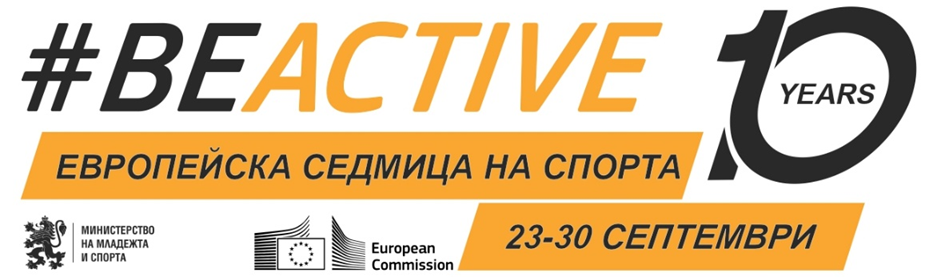 #BEACTIVE
10
YEARS
ЕВРОПЕЙСКА СЕДМИЦА НА СПОРТА
МИНИСТЕРСТВО
НА МЛАДЕЖТА
И СПОРТА
European
Commission
23-30 СЕПТЕМВРИ